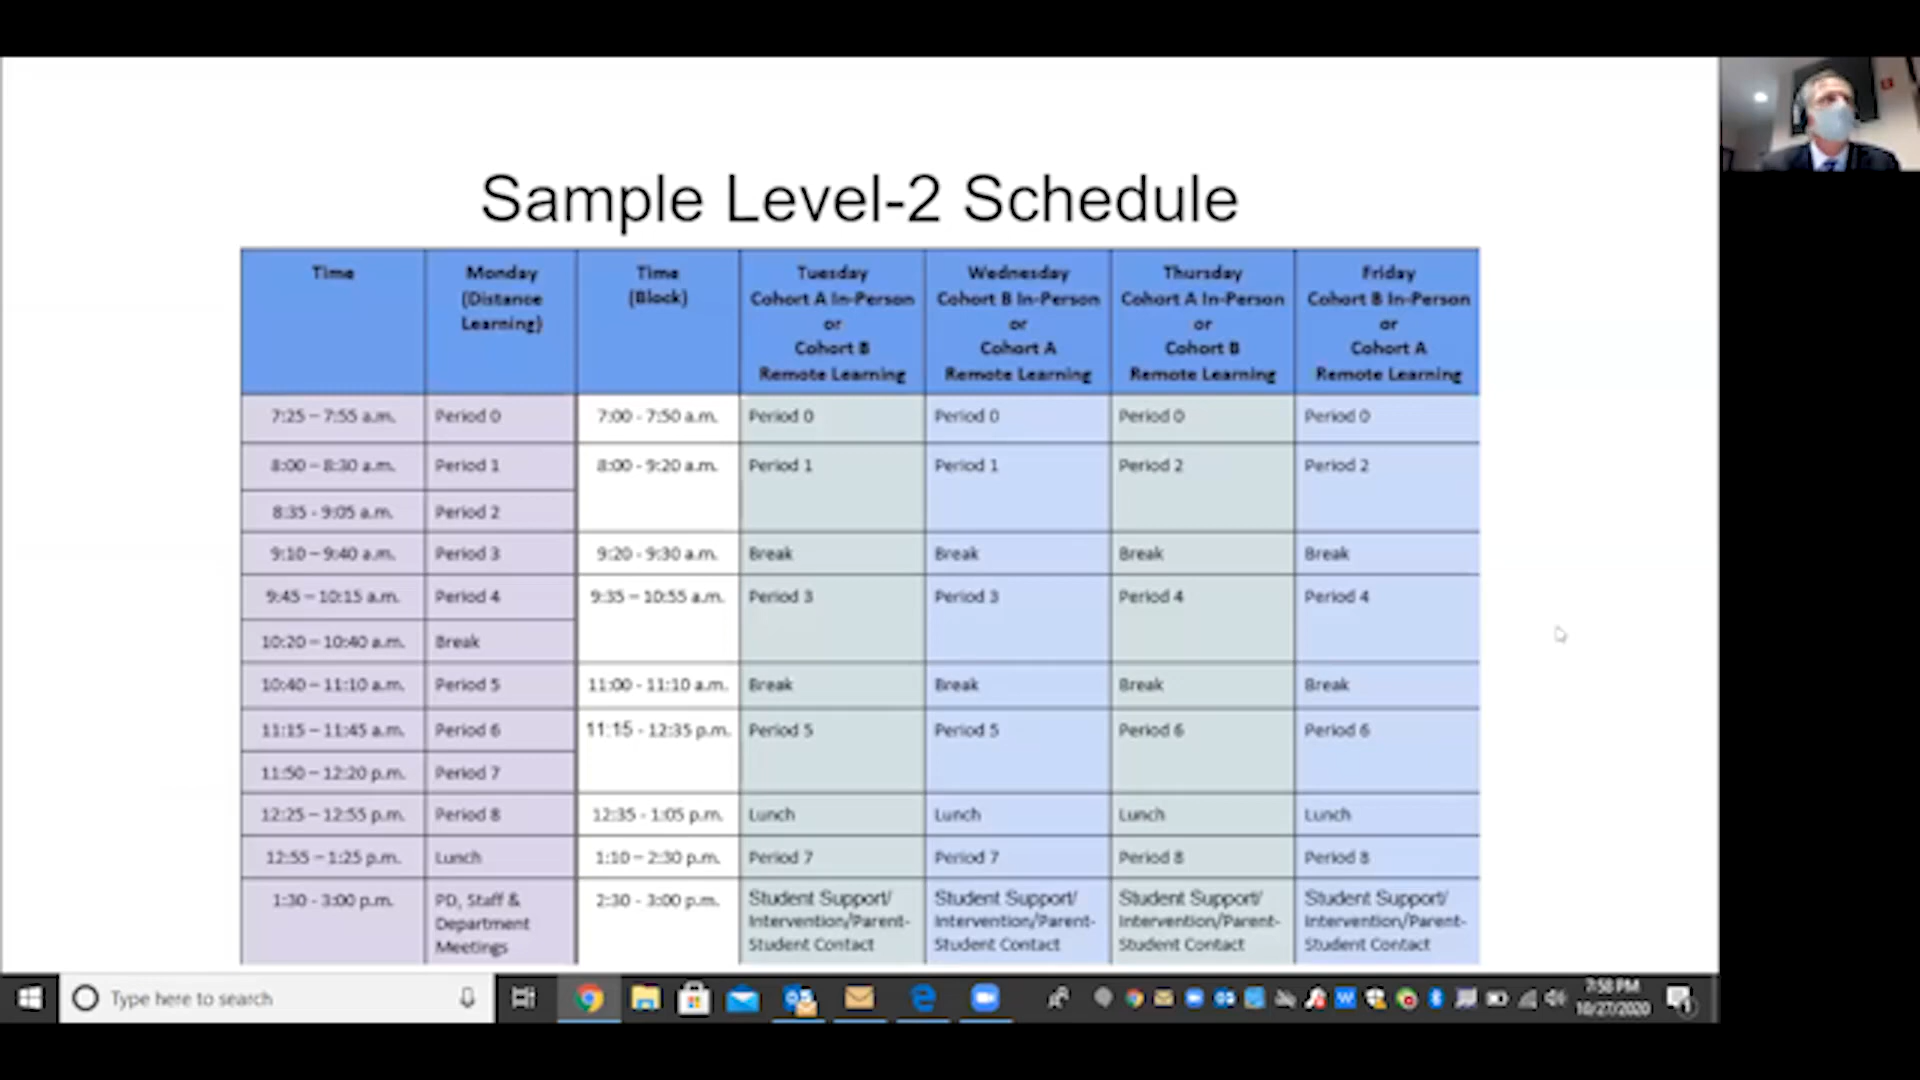 Sample Level-2 Schedule
Time
Monday
(Distance
Learning)
Time
(Block)
Tuesday
Cohort A In-Person
or
Cohort B
Remote Learning
Wednesday
Cohort B In-Person
or
Cohort A
Remote Learning
Thursday
Cohort A In-Person
or
Cohort B
Remote Learning
Friday
Cohort B In-Person
or
Cohort A
Remote Learning
7:25 – 7:55 a.m. Period 0 7:00 - 7:50 a.m. Period 0 Period 0 Period 0 Period 0
8:00 – 8:30 a.m. Period 1 8:00 - 9:20 a.m. Period 1 Period 1 Period 2 Period 2
8:35 - 9:05 a.m. Period 2
9:10 – 9:40 a.m. Period 3 9:20 - 9:30 a.m. Break Break Break Break
9:45 – 10:15 a.m. Period 4 9:35 – 10:55 a.m. Period 3 Period 3 Period 4 Period 4
10:20 – 10:40 a.m. Break
10:40 – 11:10 a.m. Period 5 11:00 - 11:10 a.m. Break Break Break Break
11:15 – 11:45 a.m. Period 6 11:15 - 12:35 p.m. Period 5 Period 5 Period 6 Period 6
11:50 – 12:20 p.m. Period 7
12:25 – 12:55 p.m. Period 8 12:35 - 1:05 p.m. Lunch Lunch Lunch Lunch
12:55 – 1:25 p.m. Lunch 1:10 – 2:30 p.m. Period 7 Period 7 Period 8 Period 8
1:30 - 3:00 p.m.
PD, Staff &
Department
Meetings
2:30 - 3:00 p.m.
Student Support/
Intervention/Parent-
Student Contact
Student Support/
Intervention/Parent-
Student Contact
Student Support/
Intervention/Parent-
Student Contact
Student Support/
Intervention/Parent-
Student Contact
Type here to search
7:58 PM
10/27/2020